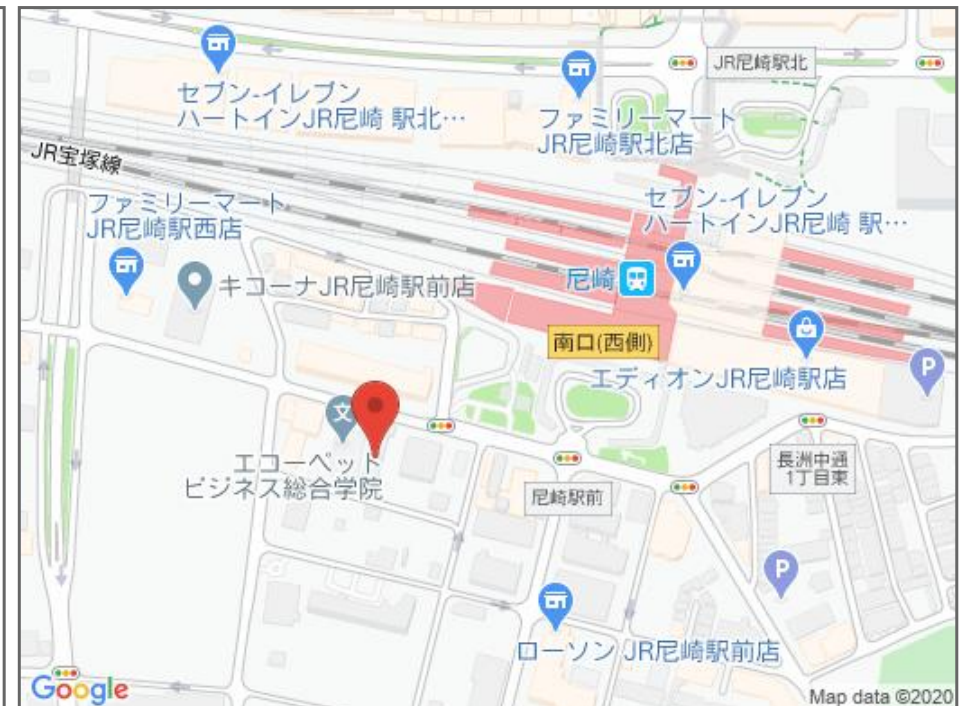 セブン-イレブン
ハートインJR尼崎 駅北…
ファミリーマート
JR尼崎駅北店
JR尼崎駅北
JR宝塚線
ファミリーマート
JR尼崎駅西店
キコーナJR尼崎駅前店
セブン-イレブン
ハートインJR尼崎 駅…
尼崎
南口(西側)
エディオンJR尼崎駅店
P
文
エコーペット
ビジネス総合学院
尼崎駅前
長洲中通
1丁目東
P
ローソン JR尼崎駅前店
Google
Map data ©2020